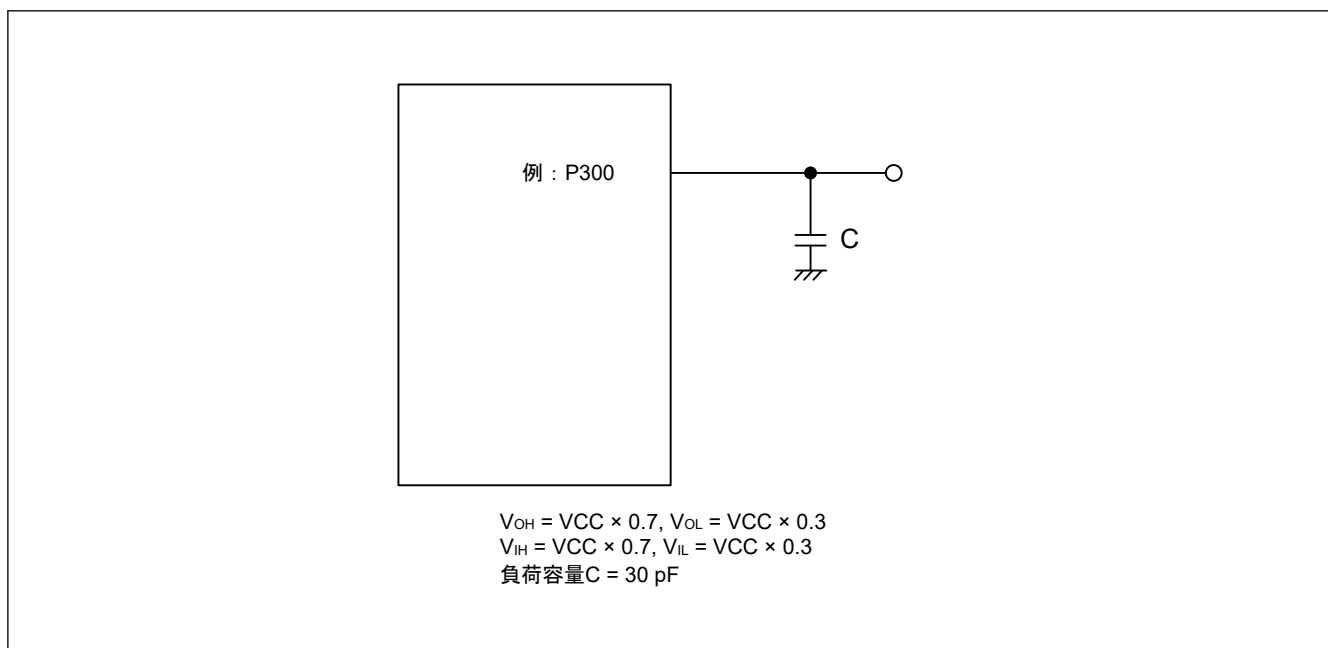 例：P300
C
VOH = VCC × 0.7, VOL = VCC × 0.3
VIH = VCC × 0.7, VIL = VCC × 0.3
負荷容量C = 30 pF